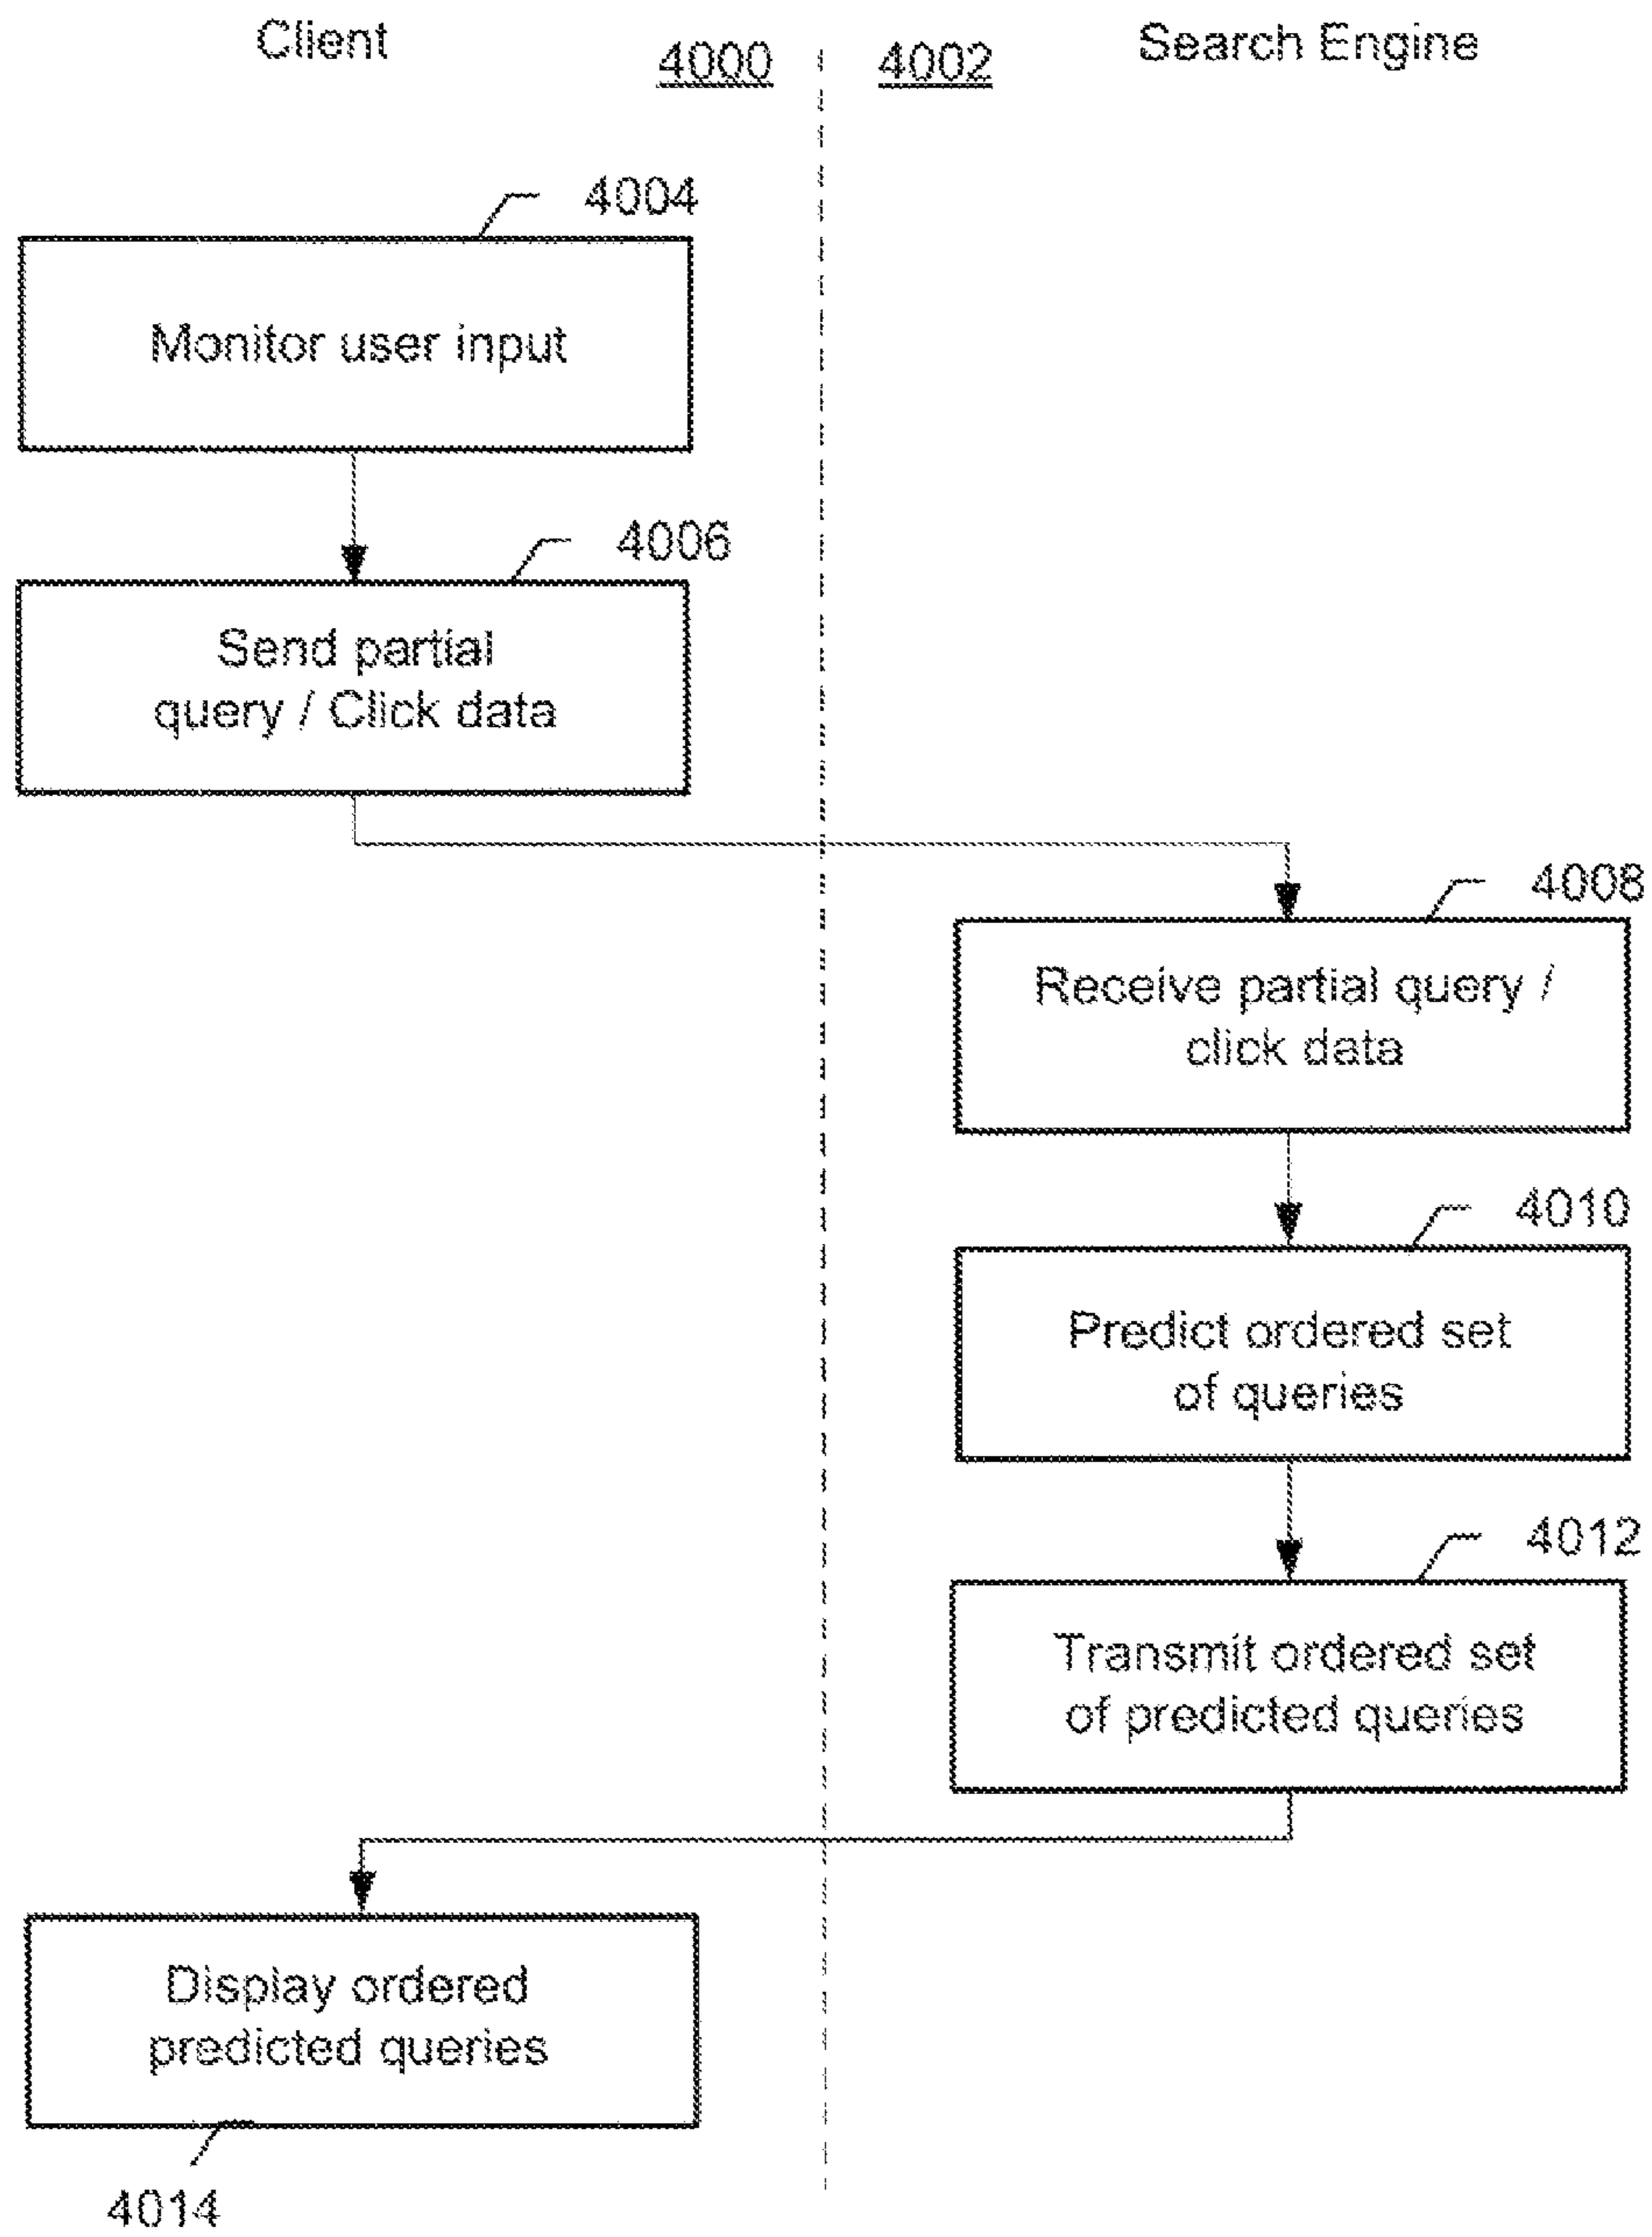 Client
4000
4002
Search Engine
4004
Monitor user input
4006
Send partial
query / Click data
4008
Receive partial query /
click data
4010
Predict ordered set
of queries
4012
Transmit ordered set
of predicted queries
Display ordered
predicted queries
4014